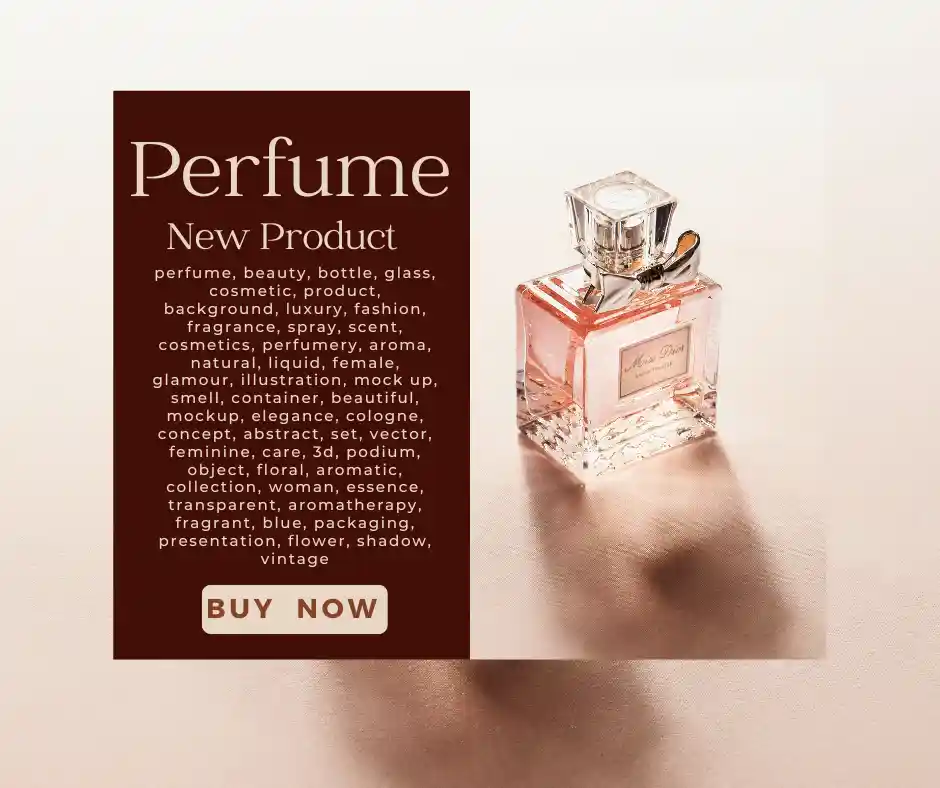 Perfume
New Product
perfume, beauty, bottle, glass,
cosmetic, product,
background, luxury, fashion,
fragrance, spray, scent,
cosmetics, perfumery, aroma,
natural, liquid, female,
glamour, illustration, mock up,
smell, container, beautiful,
mockup, elegance, cologne,
concept, abstract, set, vector,
feminine, care, 3d, podium,
object, floral, aromatic,
collection, woman, essence,
transparent, aromatherapy,
fragrant, blue, packaging,
presentation, flower, shadow,
vintage
BUY NOW
Miss Dior